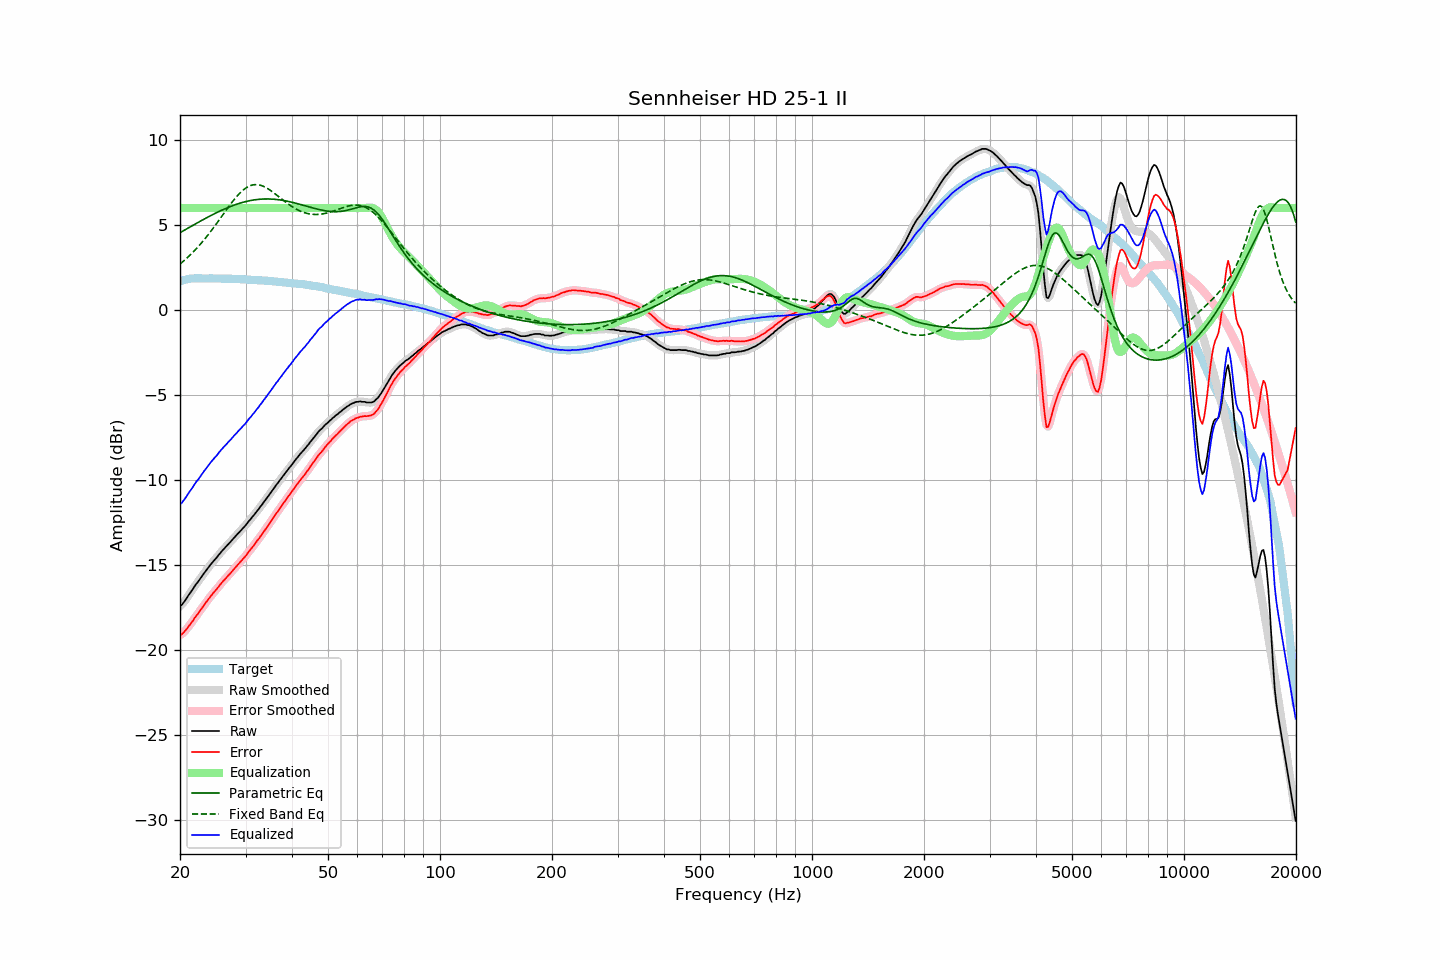 Sennheiser HD 25-1 II
Amplitude (dBr)
10
5
0
−5
−10
−15
−20
−25
−30
Target
Raw Smoothed
Error Smoothed
Raw
Error
Equalization
Parametric Eq
Fixed Band Eq
Equalized
20 50 100 200 500 1000 2000 5000 10000 20000
Frequency (Hz)